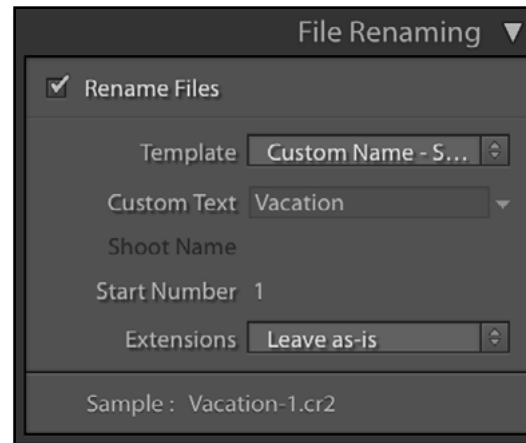 File Renaming
Rename Files
Template Custom Name - S...
Custom Text Vacation
Shoot Name
Start Number 1
Extensions Leave as-is
Sample : Vacation-1.cr2